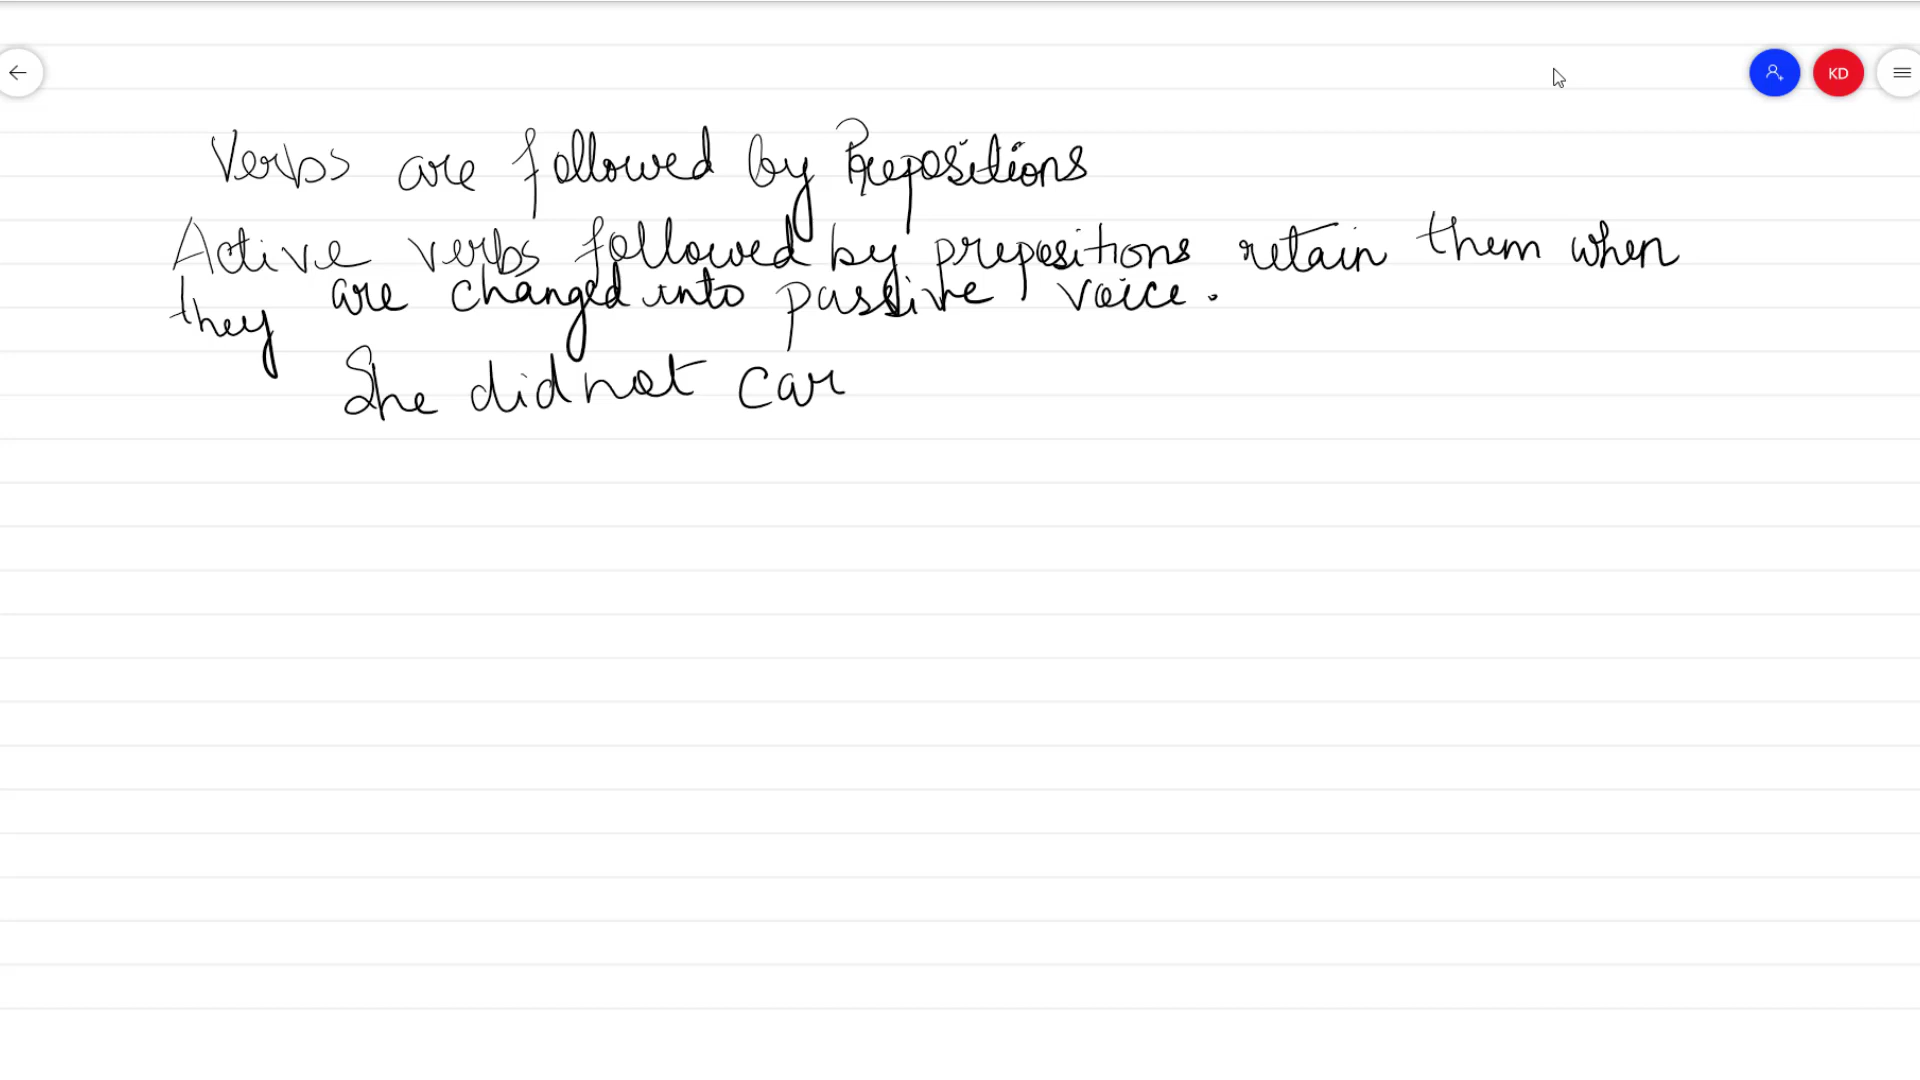 KD
Verbs are followed by Prepositions
Active verbs followed by prepositions retain them when
they are changed into passive voice.
She did not car